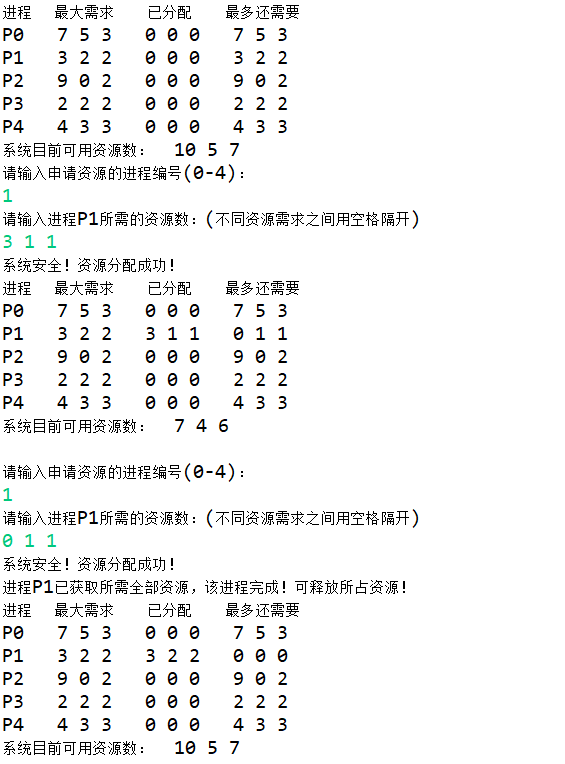 进程 最大需求 已分配 最多还需要
P0 7 5 3 0 0 0 7 5 3
P1 3 2 2 0 0 0 3 2 2
P2 9 0 2 0 0 0 9 0 2
P3 2 2 2 0 0 0 2 2 2
P4 4 3 3 0 0 0 4 3 3
系统目前可用资源数： 10 5 7
请输入申请资源的进程编号(0-4)：
1
请输入进程P1所需的资源数：(不同资源需求之间用空格隔开)
3 1 1
系统安全！资源分配成功！
进程 最大需求 已分配 最多还需要
P0 7 5 3 0 0 0 7 5 3
P1 3 2 2 3 1 1 0 1 1
P2 9 0 2 0 0 0 9 0 2
P3 2 2 2 0 0 0 2 2 2
P4 4 3 3 0 0 0 4 3 3
系统目前可用资源数： 7 4 6
请输入申请资源的进程编号(0-4)：
1
请输入进程P1所需的资源数：(不同资源需求之间用空格隔开)
0 1 1
系统安全！资源分配成功！
进程P1已获取所需全部资源，该进程完成！可释放所占资源！
进程 最大需求 已分配 最多还需要
P0 7 5 3 0 0 0 7 5 3
P1 3 2 2 3 2 2 0 0 0
P2 9 0 2 0 0 0 9 0 2
P3 2 2 2 0 0 0 2 2 2
P4 4 3 3 0 0 0 4 3 3
系统目前可用资源数： 10 5 7